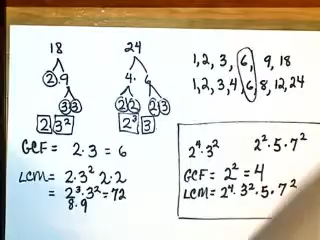 18
2 · 9
3 3
2 3²
24
4 · 6
2 2 2 3
2³ 3
1, 2, 3, 6, 9, 18
1, 2, 3, 4, 6, 8, 12, 24
GCF = 2 · 3 = 6
LCM = 2 · 3² 2 · 2
= 2³ · 3² = 72
8 · 9
2⁴ · 3² 2² · 5 · 7²
GCF = 2² = 4
LCM = 2⁴ · 3² · 5 · 7²